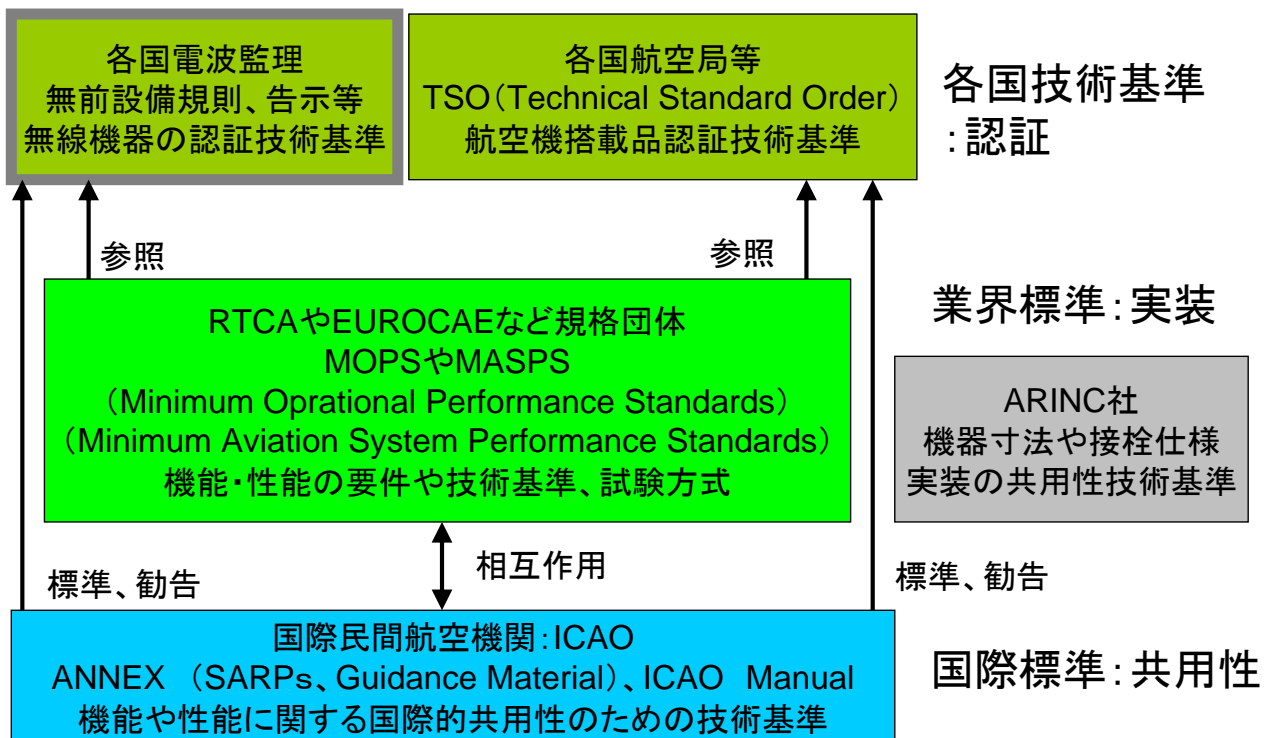 各国電波監理
無前設備規則、告示等
無線機器の認証技術基準
各国航空局等
TSO(Technical Standard Order)
航空機搭載品認証技術基準
各国技術基準
:認証
参照
参照
RTCAやEUROCAEなど規格団体
MOPSやMASPS
(Minimum Oprational Performance Standards)
(Minimum Aviation System Performance Standards)
機能・性能の要件や技術基準、試験方式
業界標準:実装
ARINC社
機器寸法や接栓仕様
実装の共用性技術基準
標準、勧告
相互作用
標準、勧告
国際民間航空機関:ICAO
ANNEX (SARPs、Guidance Material)、ICAO Manual
機能や性能に関する国際的共用性のための技術基準
国際標準:共用性